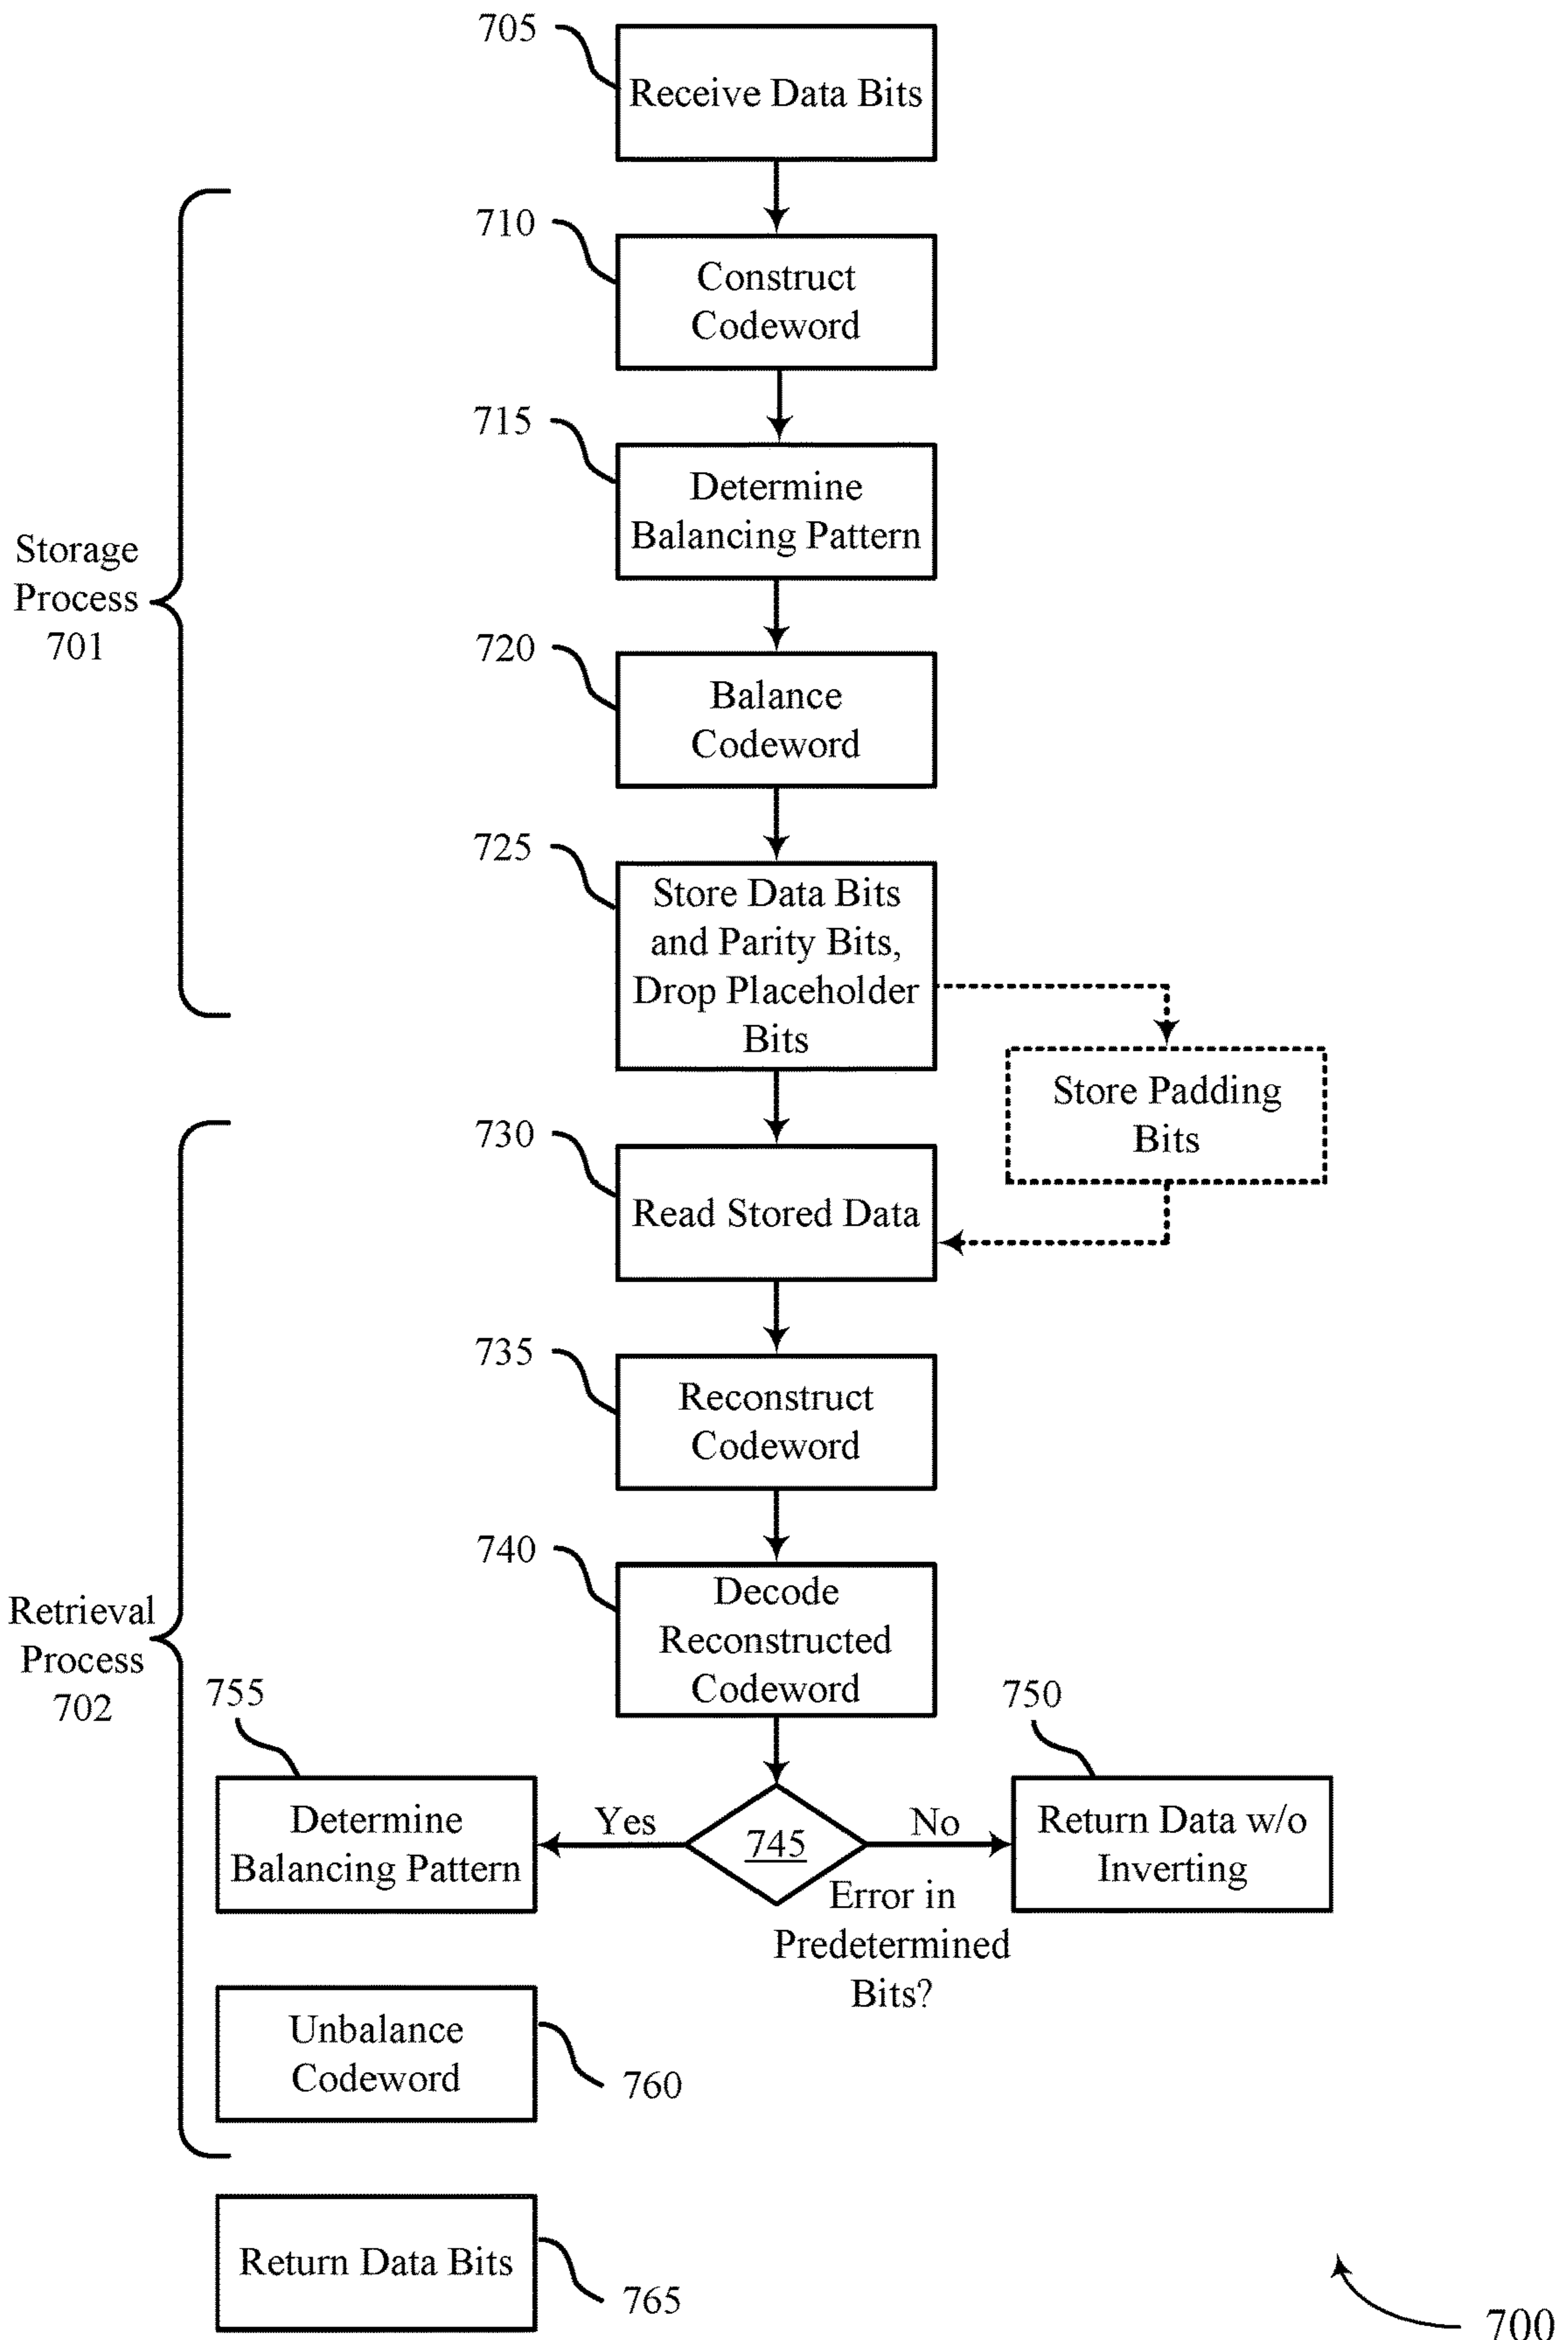 705
Receive Data Bits
710
Construct
Codeword
715
Determine
Balancing Pattern
Storage
Process
701
720
Balance
Codeword
725
Store Data Bits
and Parity Bits,
Drop Placeholder
Bits
Store Padding
Bits
730
Read Stored Data
735
Reconstruct
Codeword
740
Decode
Reconstructed
Codeword
Retrieval
Process
702
755
Determine
Balancing Pattern
Yes
745
No
Error in
Predetermined
Bits?
750
Return Data w/o
Inverting
Unbalance
Codeword
760
Return Data Bits
765
700